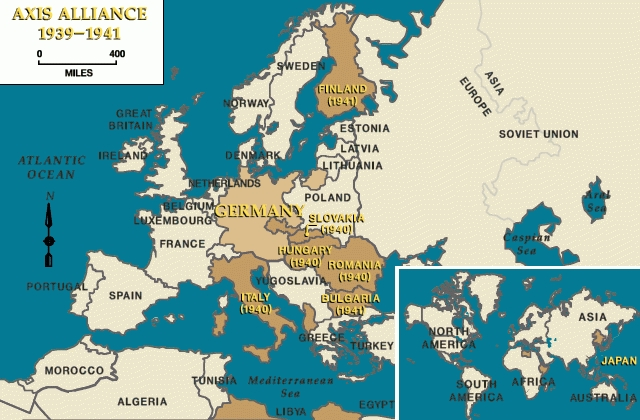 AXIS ALLIANCE
1939–1941
0 400
MILES
SWEDEN
FINLAND
(1941)
NORWAY
ASIA
EUROPE
GREAT
BRITAIN
ESTONIA
SOVIET UNION
LATVIA
IRELAND
DENMARK
LITHUANIA
ATLANTIC
OCEAN
NETHERLANDS
N
POLAND
Aral
Sea
BELGIUM
GERMANY
LUXEMBOURG
SLOVAKIA
(1940)
Caspian
Sea
FRANCE
HUNGARY
(1940)
ROMANIA
(1940)
YUGOSLAVIA
PORTUGAL
SPAIN
ITALY
(1940)
BULGARIA
(1941)
GREECE
TURKEY
MOROCCO
ALGERIA
TUNISIA
Mediterranean
Sea
LIBYA
EGYPT
NORTH
AMERICA
ASIA
JAPAN
SOUTH
AMERICA
AFRICA
AUSTRALIA